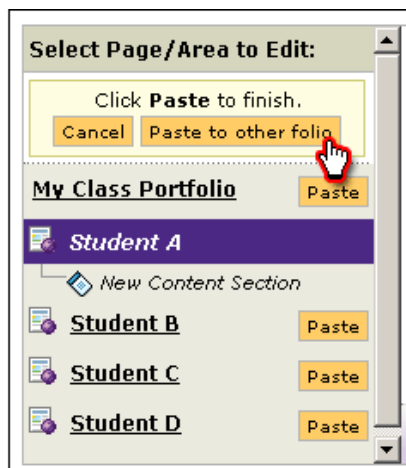 Select Page/Area to Edit:
Click Paste to finish.
Cancel Paste to other folio
My Class Portfolio Paste
Student A
New Content Section
Student B Paste
Student C Paste
Student D Paste